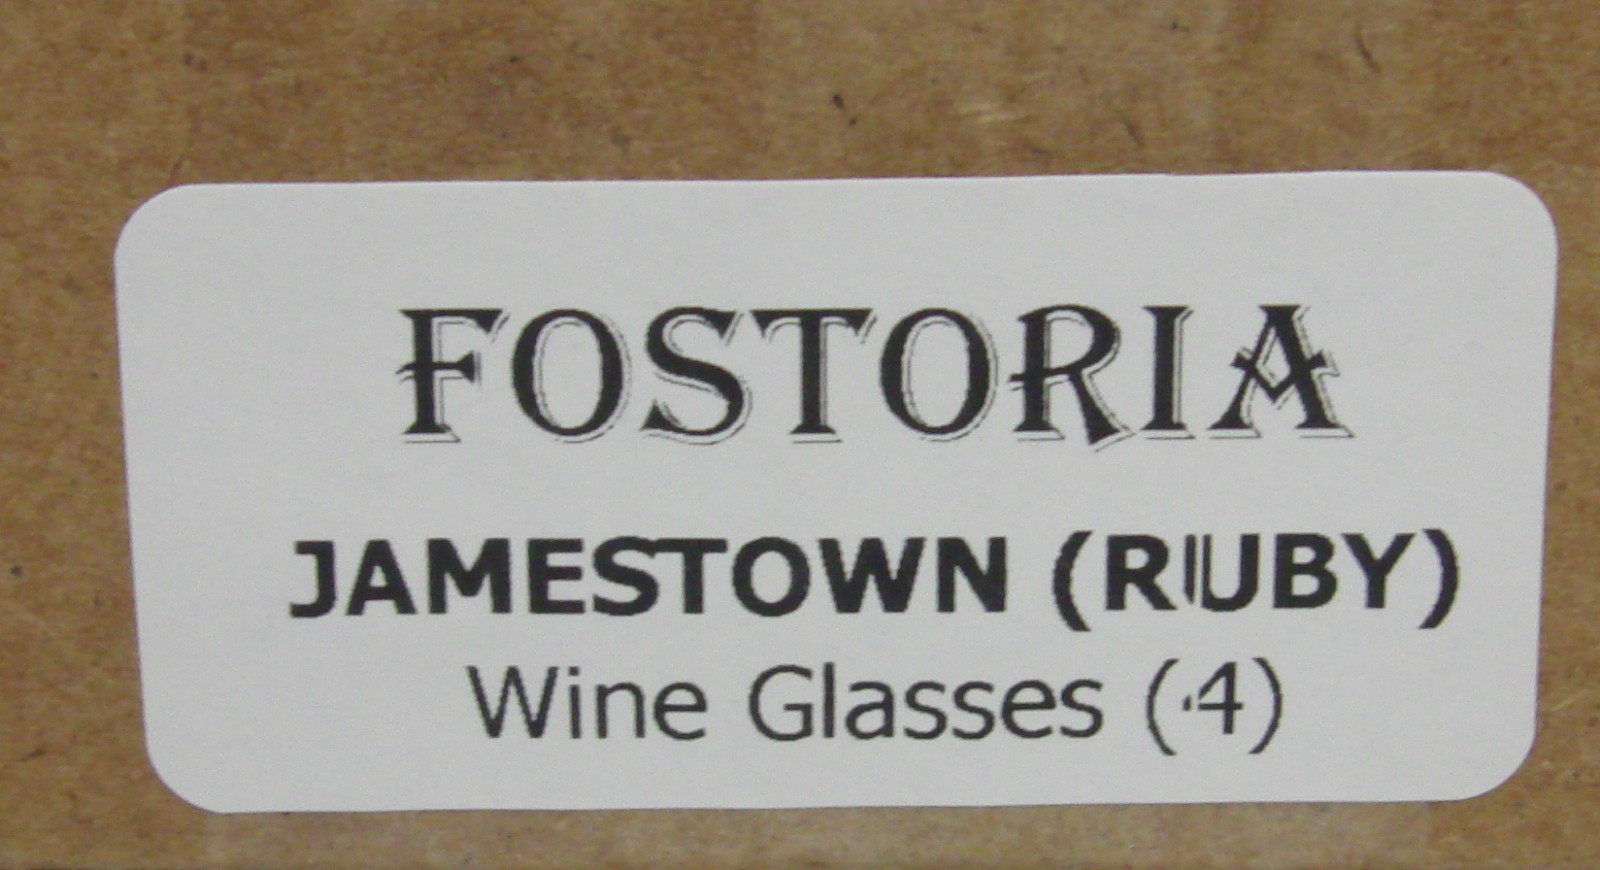 FOSTORIA
JAMESTOWN (RUBY)
Wine Glasses (4)